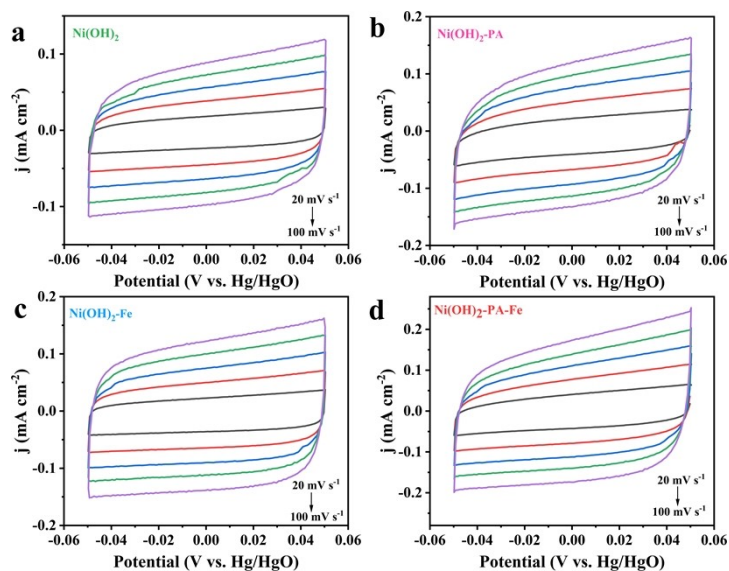 a
Ni(OH)₂
0.1
0.0
-0.1
j (mA cm⁻²)
20 mV s⁻¹
100 mV s⁻¹
-0.06 -0.04 -0.02 0.00 0.02 0.04 0.06
Potential (V vs. Hg/HgO)
b
Ni(OH)₂-PA
0.2
0.1
0.0
-0.1
-0.2
j (mA cm⁻²)
20 mV s⁻¹
100 mV s⁻¹
-0.06 -0.04 -0.02 0.00 0.02 0.04 0.06
Potential (V vs. Hg/HgO)
c
Ni(OH)₂-Fe
0.2
0.1
0.0
-0.1
-0.2
j (mA cm⁻²)
20 mV s⁻¹
100 mV s⁻¹
-0.06 -0.04 -0.02 0.00 0.02 0.04 0.06
Potential (V vs. Hg/HgO)
d
Ni(OH)₂-PA-Fe
0.2
0.1
0.0
-0.1
-0.2
j (mA cm⁻²)
20 mV s⁻¹
100 mV s⁻¹
-0.06 -0.04 -0.02 0.00 0.02 0.04 0.06
Potential (V vs. Hg/HgO)